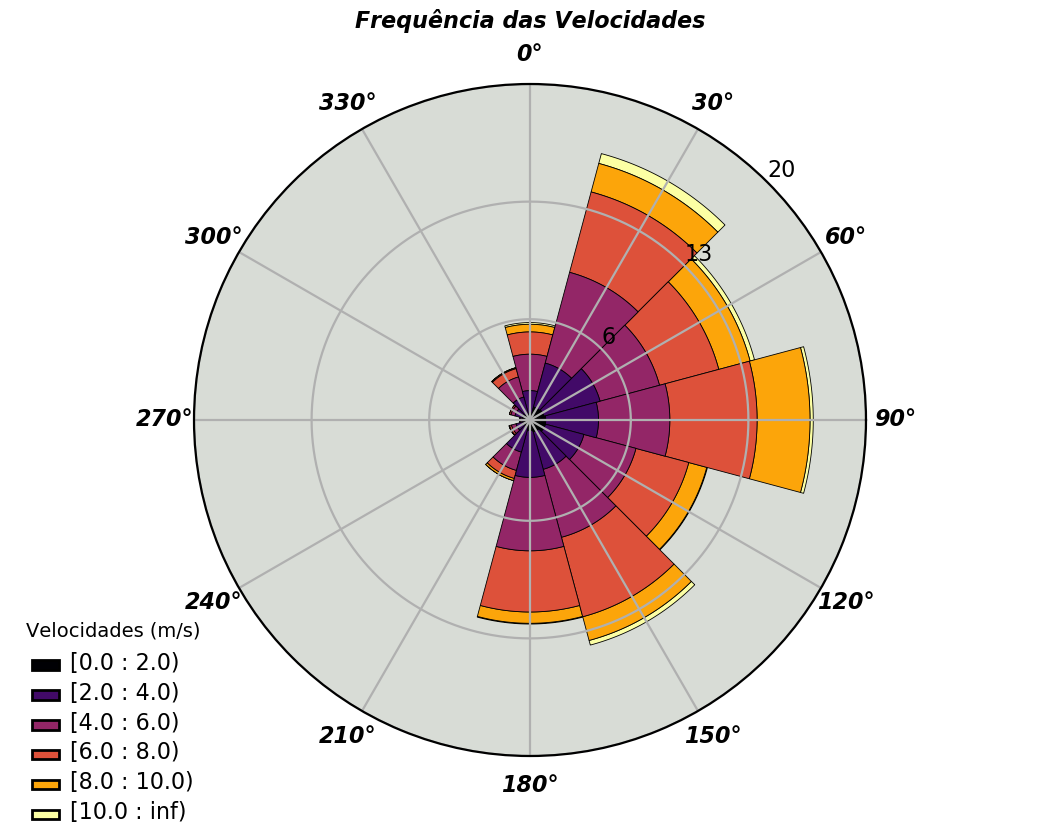 Frequência das Velocidades
0°
330°
30°
20
300°
60°
13
6
270°
90°
240°
120°
210°
150°
180°
Velocidades (m/s)
[0.0 : 2.0)
[2.0 : 4.0)
[4.0 : 6.0)
[6.0 : 8.0)
[8.0 : 10.0)
[10.0 : inf)